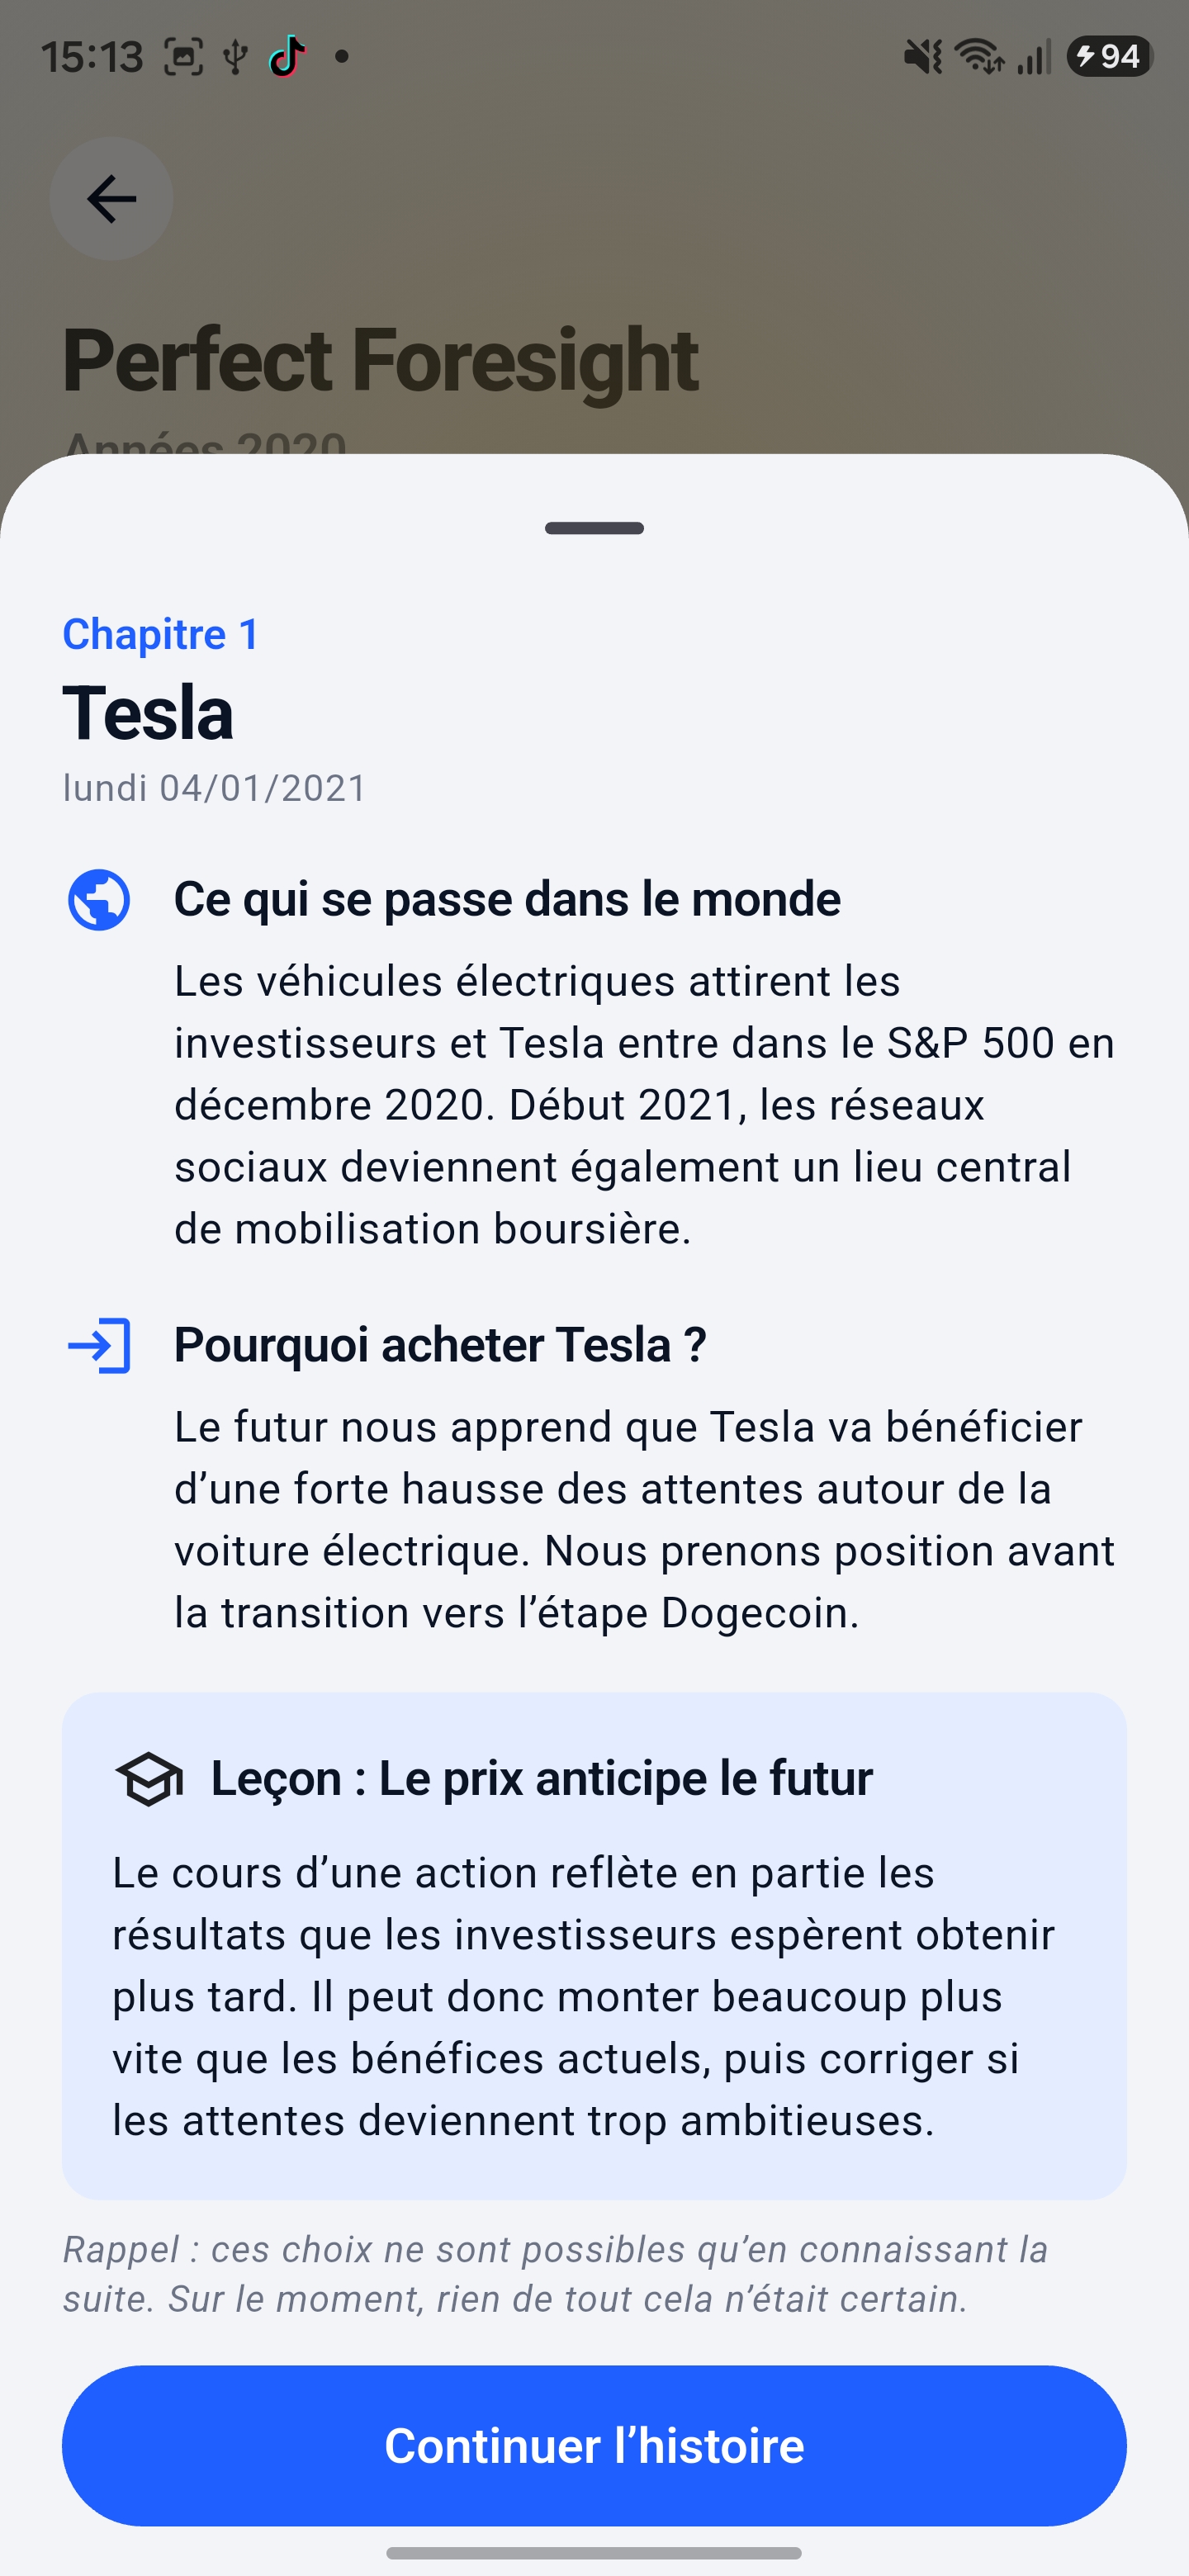 15:13
94
Perfect Foresight
Années 2020
Chapitre 1
Tesla
lundi 04/01/2021
Ce qui se passe dans le monde
Les véhicules électriques attirent les
investisseurs et Tesla entre dans le S&P 500 en
décembre 2020. Début 2021, les réseaux
sociaux deviennent également un lieu central
de mobilisation boursière.
Pourquoi acheter Tesla ?
Le futur nous apprend que Tesla va bénéficier
d’une forte hausse des attentes autour de la
voiture électrique. Nous prenons position avant
la transition vers l’étape Dogecoin.
Leçon : Le prix anticipe le futur
Le cours d’une action reflète en partie les
résultats que les investisseurs espèrent obtenir
plus tard. Il peut donc monter beaucoup plus
vite que les bénéfices actuels, puis corriger si
les attentes deviennent trop ambitieuses.
Rappel : ces choix ne sont possibles qu’en connaissant la
suite. Sur le moment, rien de tout cela n’était certain.
Continuer l’histoire